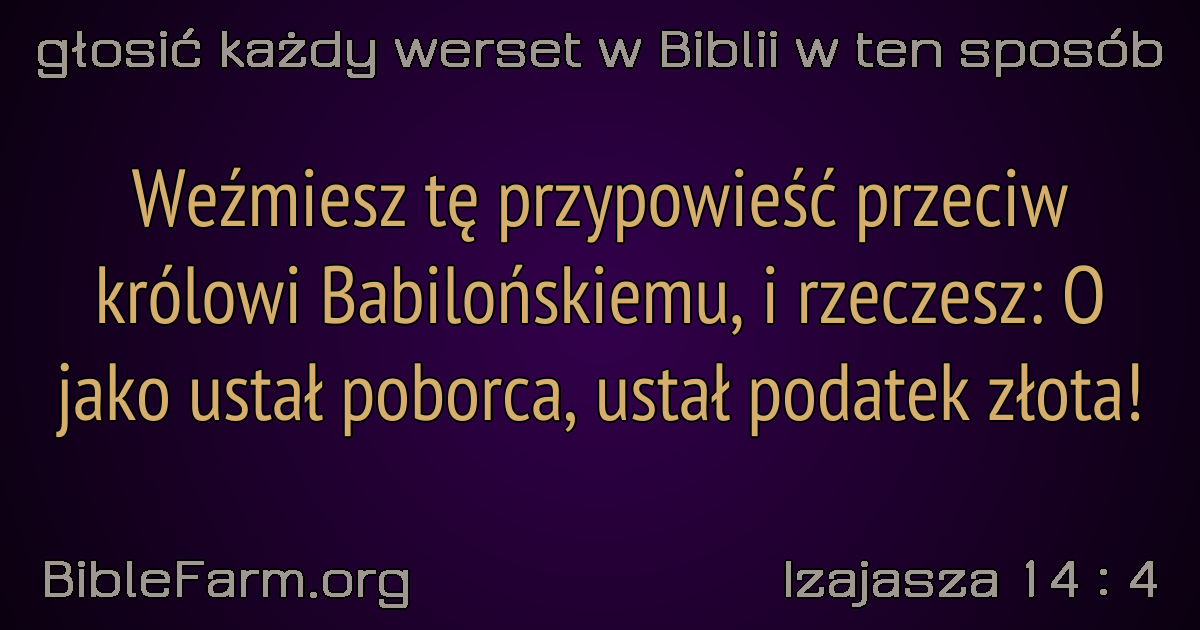 głosić każdy werset w Biblii w ten sposób
Weźmiesz tę przypowieść przeciw
królowi Babilońskiemu, i rzeczesz: O
jako ustał poborca, ustał podatek złota!
BibleFarm.org
Izajasza 14 : 4